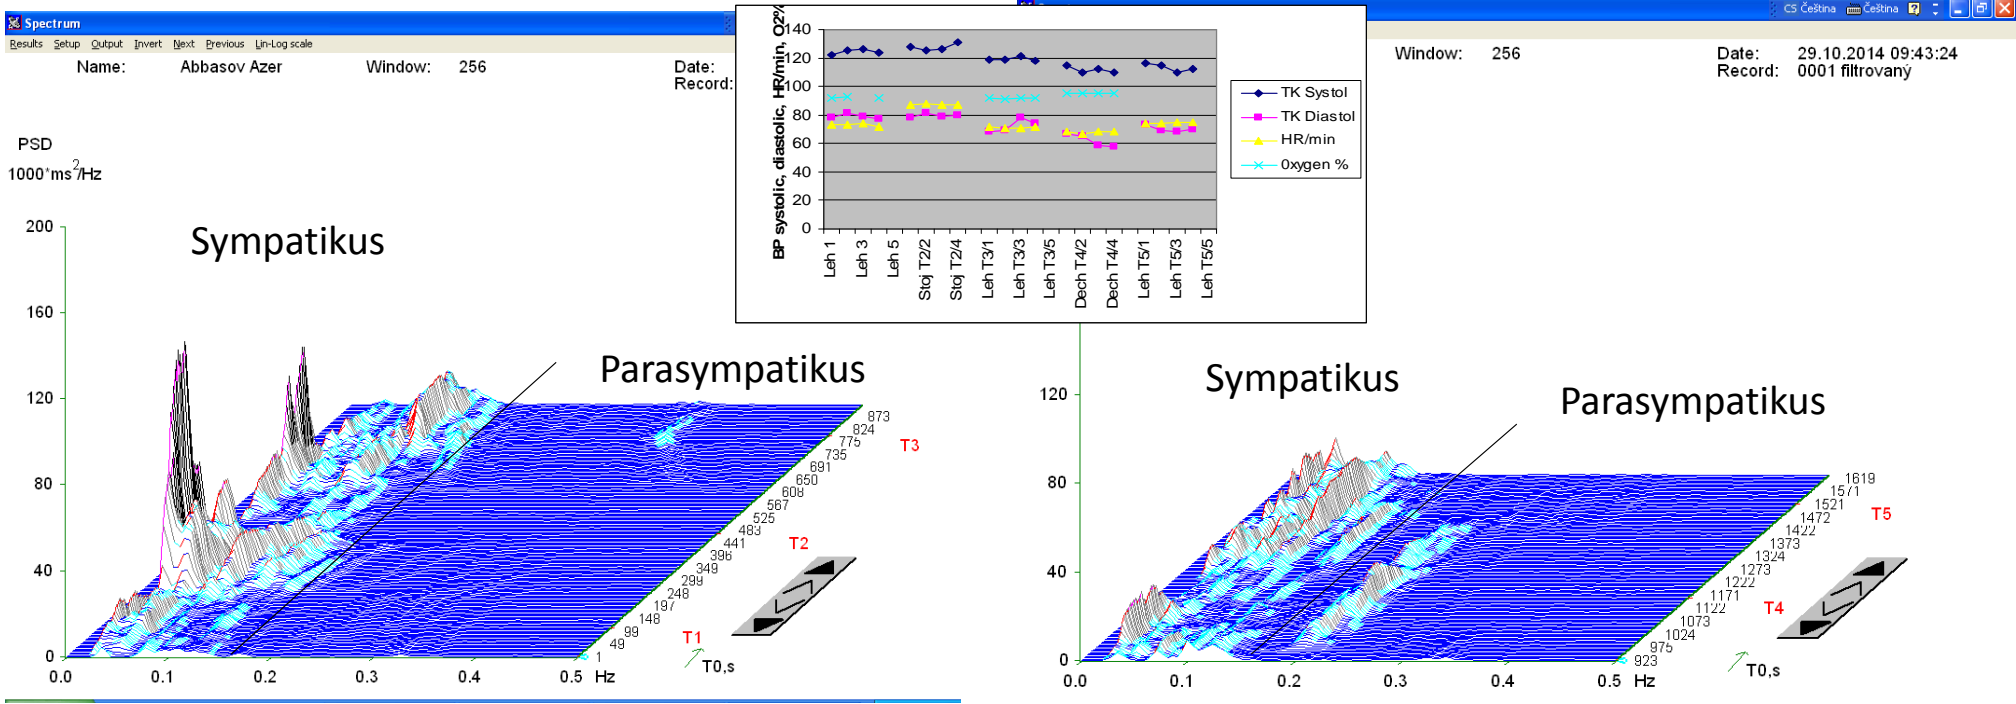 Spectrum
Results Setup Output Invert Next Previous Lin-Log scale
Name: Abbasov Azer Window: 256 Date:
Record:
PSD
1000*ms²/Hz
200
160
120
80
40
0
0.0 0.1 0.2 0.3 0.4 0.5 Hz
Sympatikus
Parasympatikus
873
824
775
735
691
650
608
567
525
483
441
396
349
299
248
197
148
99
49
1
T3
T2
T1
T0,s
BP systolic, diastolic, HR/min, O2%
140
120
100
80
60
40
20
0
Leh 1
Leh 3
Leh 5
Stoj T2/2
Stoj T2/4
Leh T3/1
Leh T3/3
Leh T3/5
Dech T4/2
Dech T4/4
Leh T5/1
Leh T5/3
Leh T5/5
TK Systol
TK Diastol
HR/min
0xygen %
CS Čeština Čeština
Window: 256 Date: 29.10.2014 09:43:24
Record: 0001 filtrovaný
120
80
40
0
0.0 0.1 0.2 0.3 0.4 0.5 Hz
Sympatikus
Parasympatikus
1619
1571
1521
1472
1422
1373
1324
1273
1222
1171
1122
1073
1024
975
923
T5
T4
T0,s